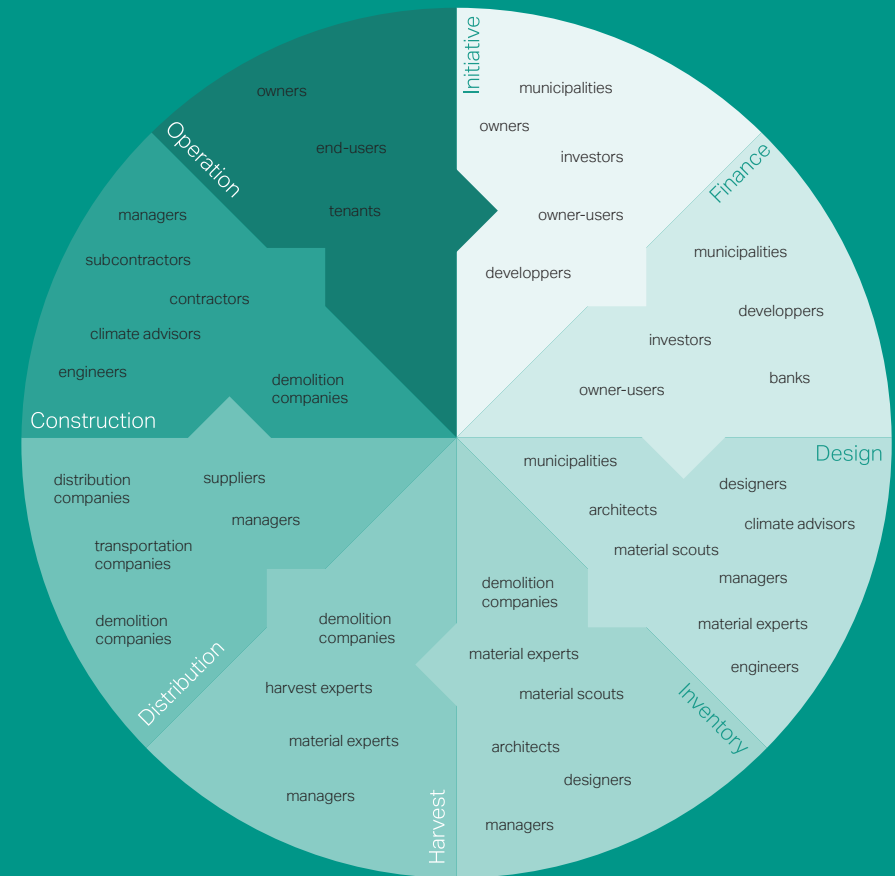 Initiative
municipalities
owners
investors
owner-users
developpers
Finance
municipalities
developpers
investors
banks
owner-users
Design
municipalities
designers
architects
climate advisors
material scouts
managers
material experts
engineers
Inventory
demolition
companies
material experts
material scouts
architects
designers
managers
Harvest
demolition
companies
harvest experts
material experts
managers
Distribution
distribution
companies
suppliers
managers
transportation
companies
demolition
companies
Construction
managers
subcontractors
contractors
climate advisors
engineers
demolition
companies
Operation
owners
end-users
tenants